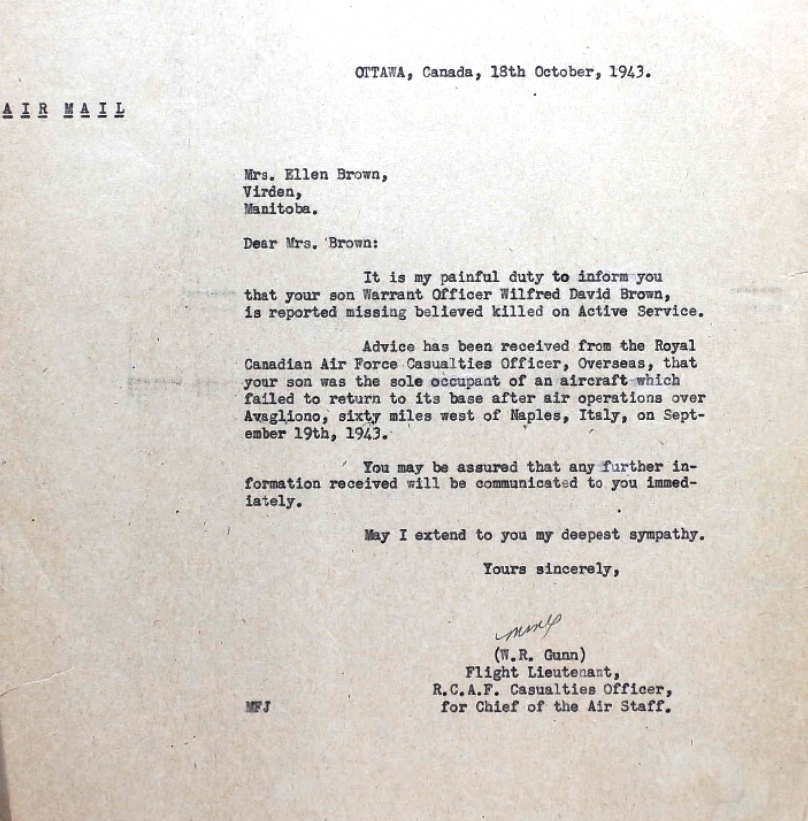 OTTAWA, Canada, 18th October, 1943.
AIR MAIL
Mrs. Ellen Brown,
Virden,
Manitoba.
Dear Mrs. Brown:
It is my painful duty to inform you
that your son Warrant Officer Wilfred David Brown,
is reported missing believed killed on Active Service.
Advice has been received from the Royal
Canadian Air Force Casualties Officer, Overseas, that
your son was the sole occupant of an aircraft which
failed to return to its base after air operations over
Avagliono, sixty miles west of Naples, Italy, on Sept-
ember 19th, 1943.
You may be assured that any further in-
formation received will be communicated to you immed-
iately.
May I extend to you my deepest sympathy.
Yours sincerely,
(W.R. Gunn)
Flight Lieutenant,
R.C.A.F. Casualties Officer,
for Chief of the Air Staff.
MFJ